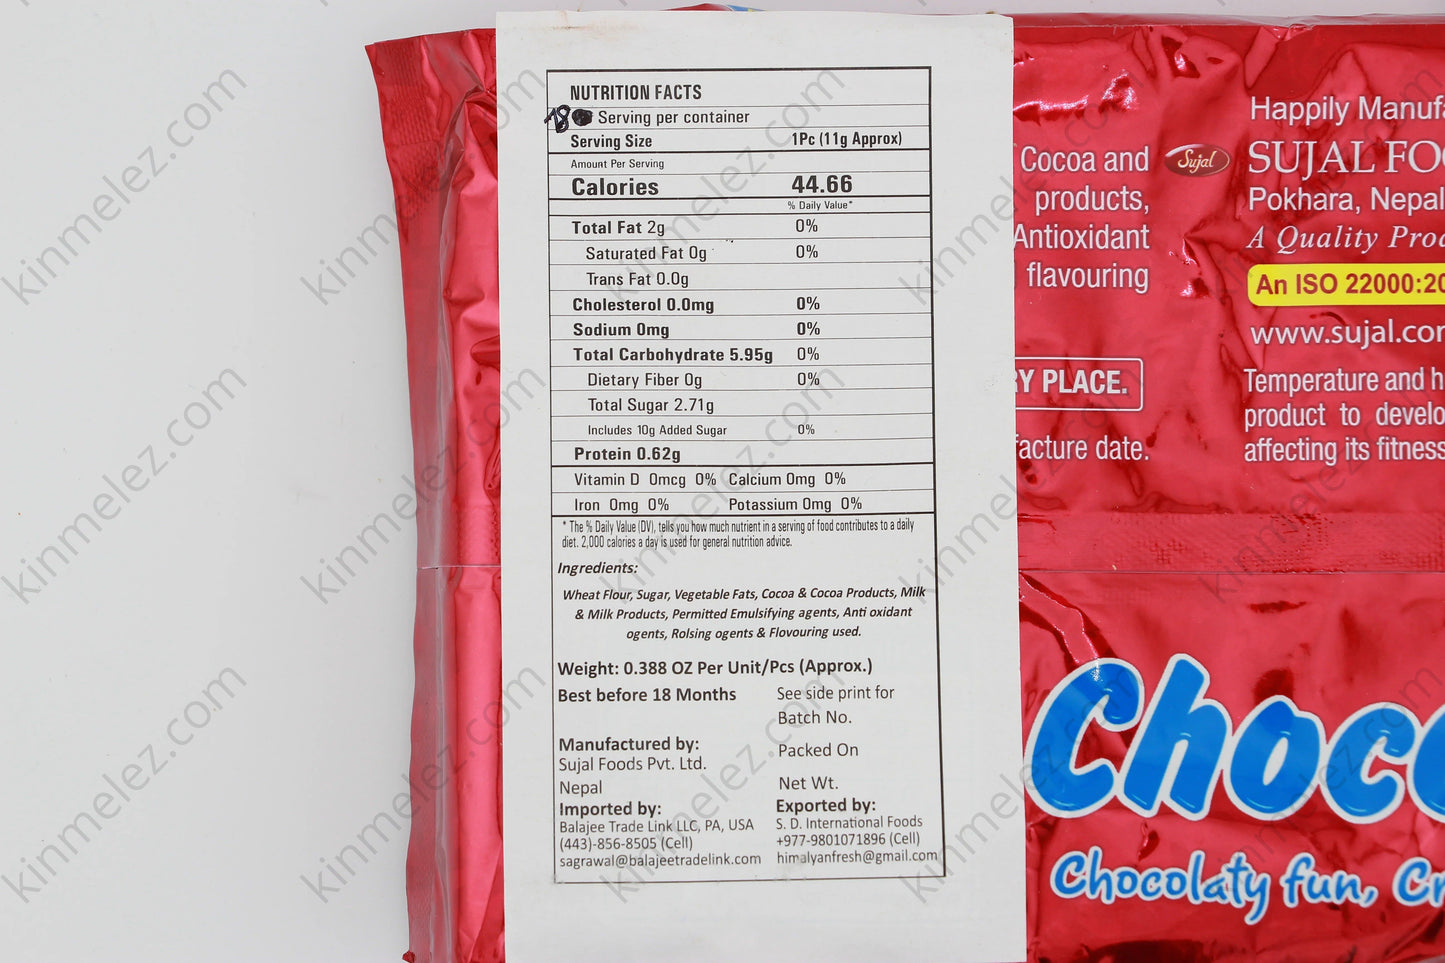 NUTRITION FACTS
18 Serving per container
Serving Size 1Pc (11g Approx)
Amount Per Serving
Calories 44.66
% Daily Value*
Total Fat 2g 0%
Saturated Fat 0g 0%
Trans Fat 0.0g
Cholesterol 0.0mg 0%
Sodium 0mg 0%
Total Carbohydrate 5.95g 0%
Dietary Fiber 0g 0%
Total Sugar 2.71g
Includes 10g Added Sugar 0%
Protein 0.62g
Vitamin D 0mcg 0% Calcium 0mg 0%
Iron 0mg 0% Potassium 0mg 0%
* The % Daily Value (DV), tells you how much nutrient in a serving of food contributes to a daily
diet. 2,000 calories a day is used for general nutrition advice.
Ingredients:
Wheat Flour, Sugar, Vegetable Fats, Cocoa & Cocoa Products, Milk
& Milk Products, Permitted Emulsifying agents, Anti oxidant
ogents, Rolsing ogents & Flovouring used.
Weight: 0.388 OZ Per Unit/Pcs (Approx.)
Best before 18 Months
See side print for
Batch No.
Packed On
Net Wt.
Manufactured by:
Sujal Foods Pvt. Ltd.
Nepal
Imported by:
Balajee Trade Link LLC, PA, USA
(443)-856-8505 (Cell)
sagrawal@balajeetradelink.com
Exported by:
S. D. International Foods
+977-9801071896 (Cell)
himalyanfresh@gmail.com
Cocoa and
products,
Antioxidant
flavouring
RY PLACE.
facture date.
Sujal
Happily Manufa
SUJAL FOO
Pokhara, Nepal
A Quality Proc
An ISO 22000:20
www.sujal.com
Temperature and h
product to develo
affecting its fitness
Choco
Chocolaty fun, Cr
kinmelez.com